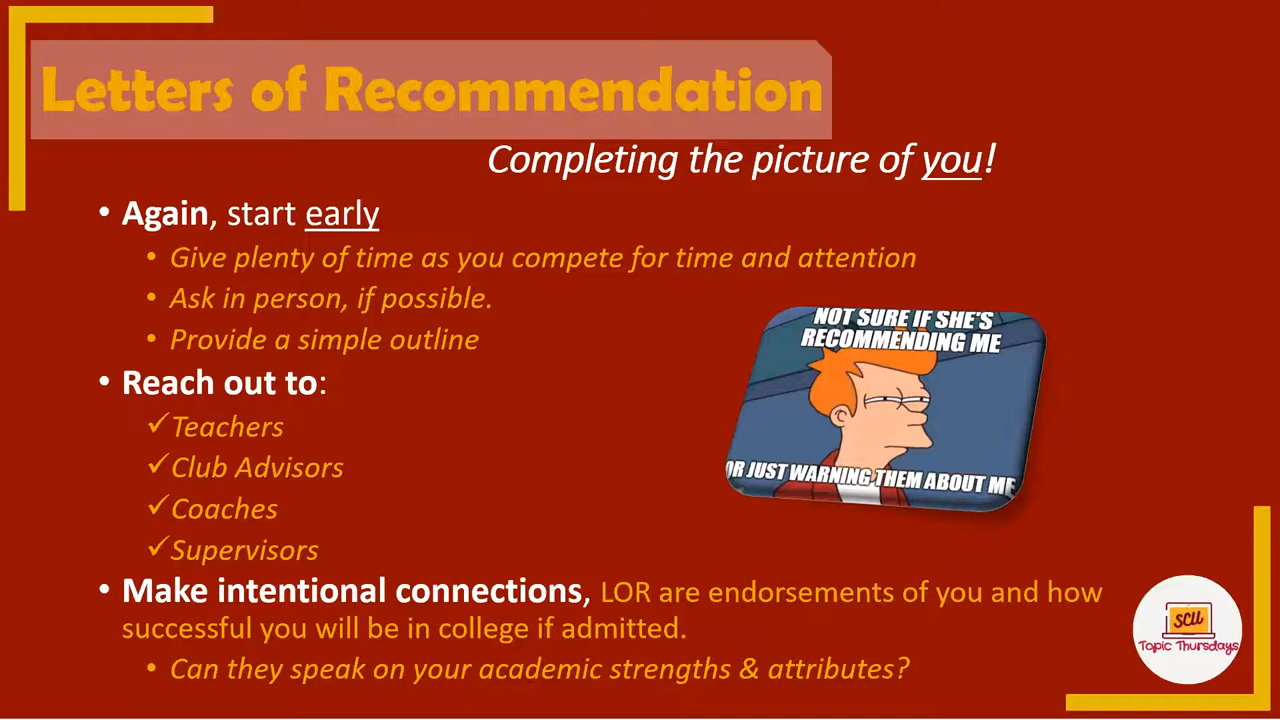 Letters of Recommendation
Completing the picture of you!
• Again, start early
• Give plenty of time as you compete for time and attention
• Ask in person, if possible.
• Provide a simple outline
• Reach out to:
✓Teachers
✓Club Advisors
✓Coaches
✓Supervisors
NOT SURE IF SHE'S
RECOMMENDING ME
OR JUST WARNING THEM ABOUT ME
• Make intentional connections, LOR are endorsements of you and how
successful you will be in college if admitted.
• Can they speak on your academic strengths & attributes?
SCU
Topic Thursdays